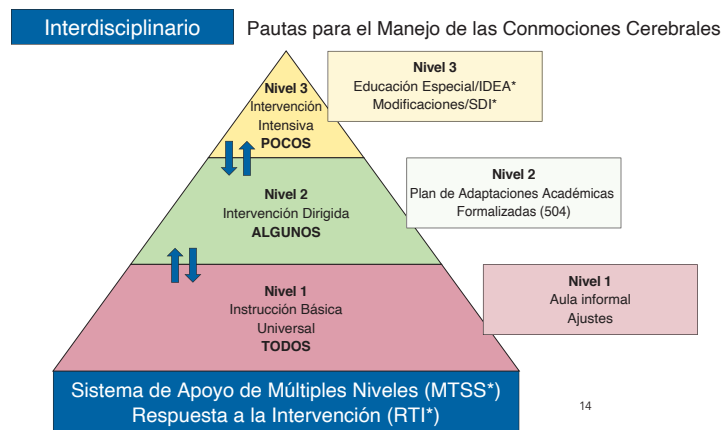 Interdisciplinario
Pautas para el Manejo de las Conmociones Cerebrales
Nivel 3
Intervención
Intensiva
POCOS
Nivel 3
Educación Especial/IDEA*
Modificaciones/SDI*
Nivel 2
Intervención Dirigida
ALGUNOS
Nivel 2
Plan de Adaptaciones Académicas
Formalizadas (504)
Nivel 1
Instrucción Básica
Universal
TODOS
Nivel 1
Aula informal
Ajustes
Sistema de Apoyo de Múltiples Niveles (MTSS*)
Respuesta a la Intervención (RTI*)
14